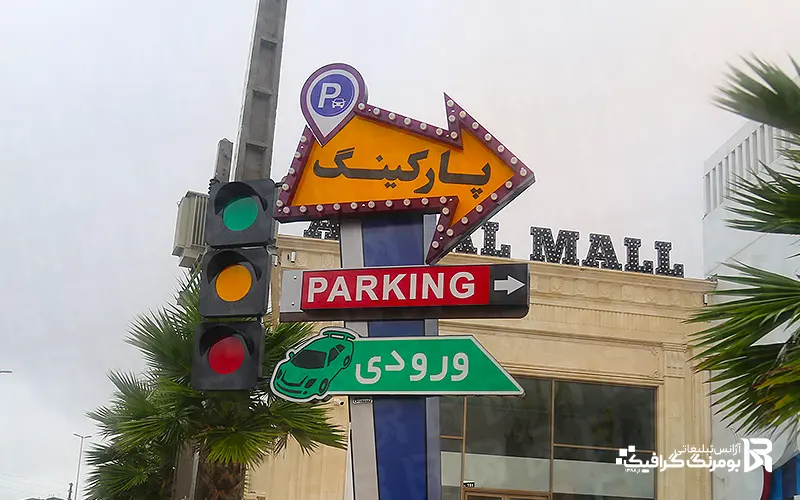 P
پارکینگ
MALL
PARKING
ورودی
آژانس تبلیغاتی
بومرنگ گرافیک